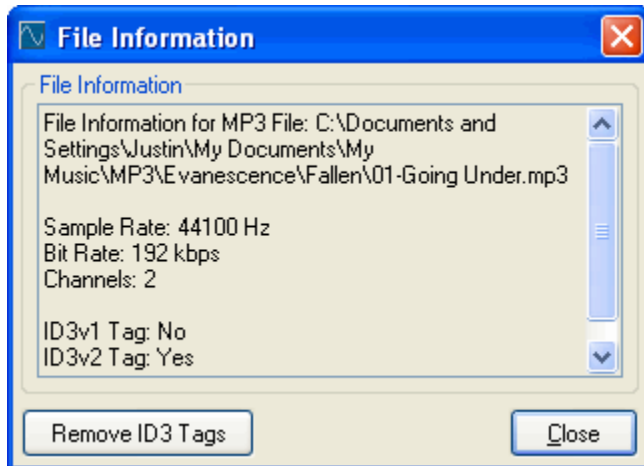 File Information
File Information
File Information for MP3 File: C:\Documents and
Settings\Justin\My Documents\My
Music\MP3\Evanescence\Fallen\01-Going Under.mp3
Sample Rate: 44100 Hz
Bit Rate: 192 kbps
Channels: 2
ID3v1 Tag: No
ID3v2 Tag: Yes
Remove ID3 Tags
Close